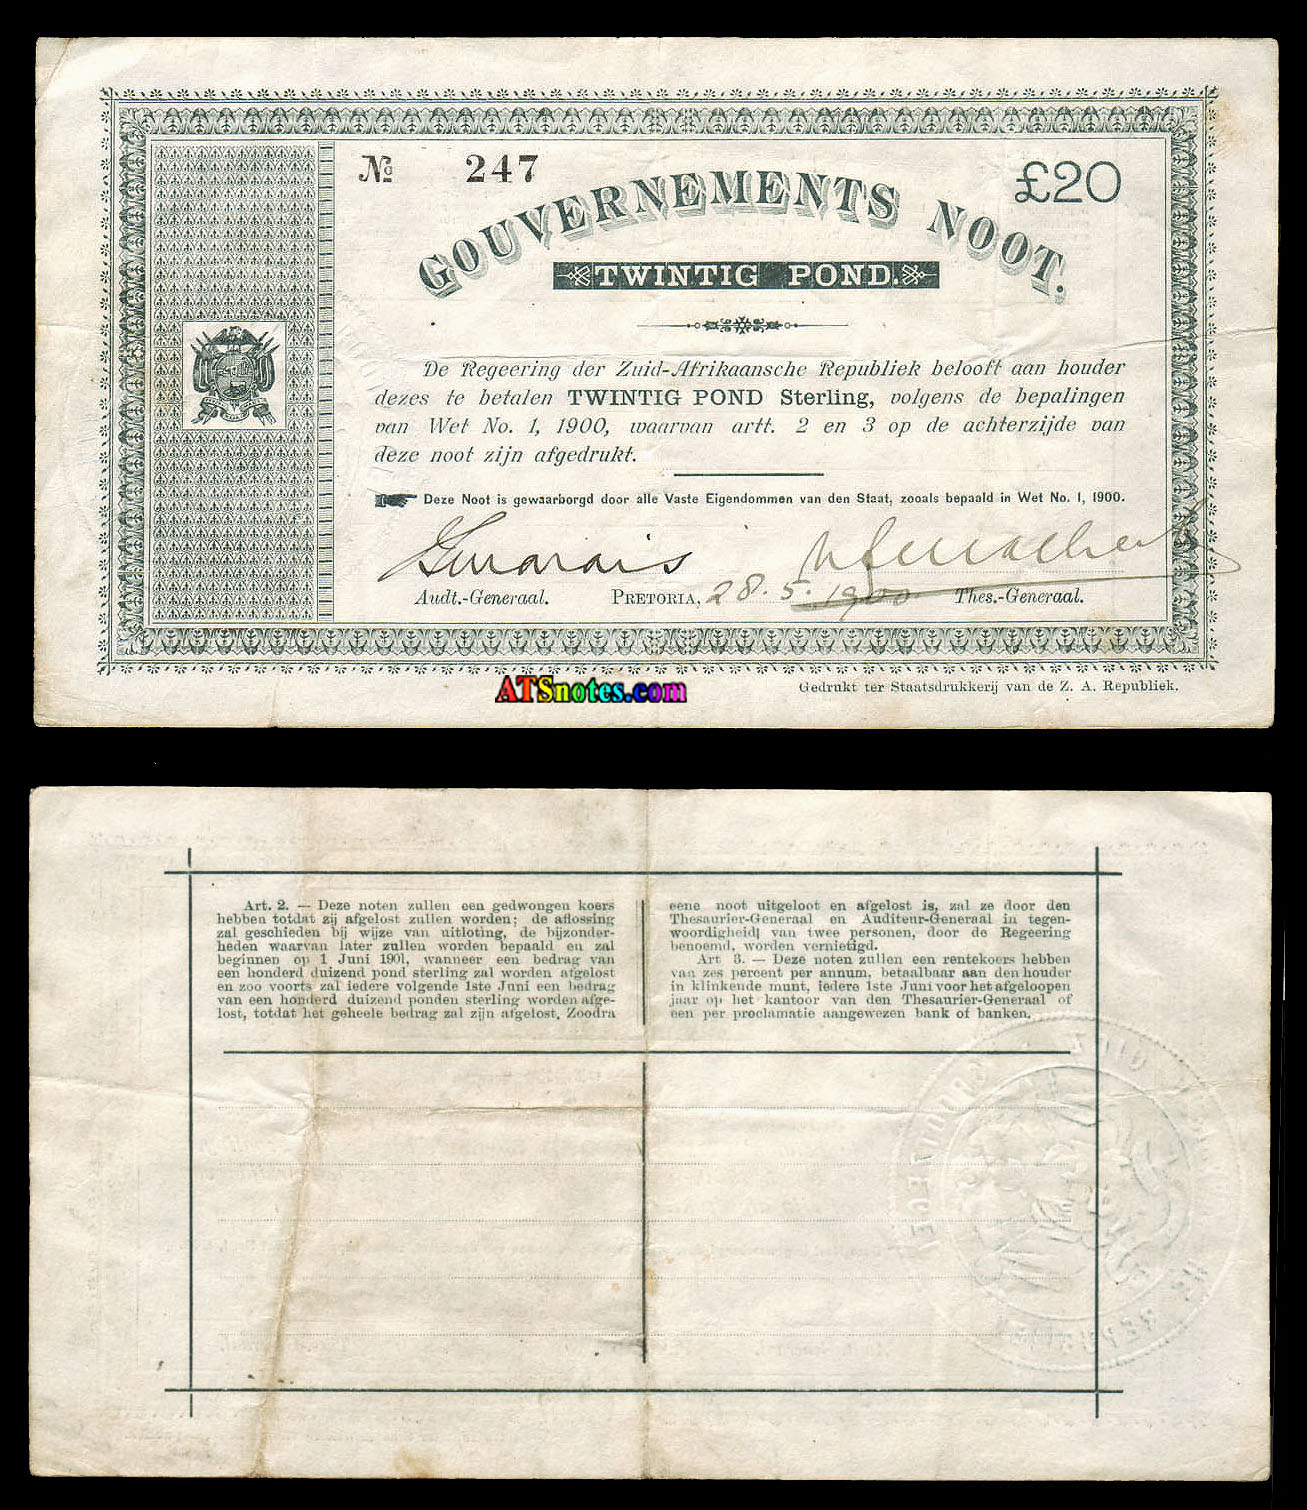 № 247
£20
GOUVERNEMENTS NOOT.
TWINTIG POND.
De Regeering der Zuid-Afrikaansche Republiek belooft aan houder
dezes te betalen TWINTIG POND Sterling, volgens de bepalingen
van Wet No. 1, 1900, waarvan artt. 2 en 3 op de achterzijde van
deze noot zijn afgedrukt.
Deze Noot is gewaarborgd door alle Vaste Eigendommen van den Staat, zooals bepaald in Wet No. 1, 1900.
Audt.-Generaal. PRETORIA, 28.5.1900 Thes.-Generaal.
Gedrukt ter Staatsdrukkerij van de Z. A. Republiek.
ATSnotes.com
Art. 2. — Deze noten zullen een gedwongen koers
hebben totdat zij afgelost zullen worden; de aflossing
zal geschieden bij wijze van uitloting, de bijzonder-
heden waarvan later zullen worden bepaald en zal
beginnen op 1 Juni 1901, wanneer een bedrag van
een honderd duizend pond sterling zal worden afgelost
en zoo voorts zal iedere volgende 1ste Juni een bedrag
van een honderd duizend ponden sterling worden afge-
lost, totdat het geheele bedrag zal zijn afgelost. Zoodra
eene noot uitgeloot en afgelost is, zal ze door den
Thesaurier-Generaal en Auditeur-Generaal in tegen-
woordigheid van twee personen, door de Regeering
benoemd, worden vernietigd.
Art 3. — Deze noten zullen een rentekoers hebben
van zes percent per annum, betaalbaar aan den houder
in klinkende munt, iedere 1ste Juni voor het afgeloopen
jaar op het kantoor van den Thesaurier-Generaal of
een per proclamatie aangewezen bank of banken.